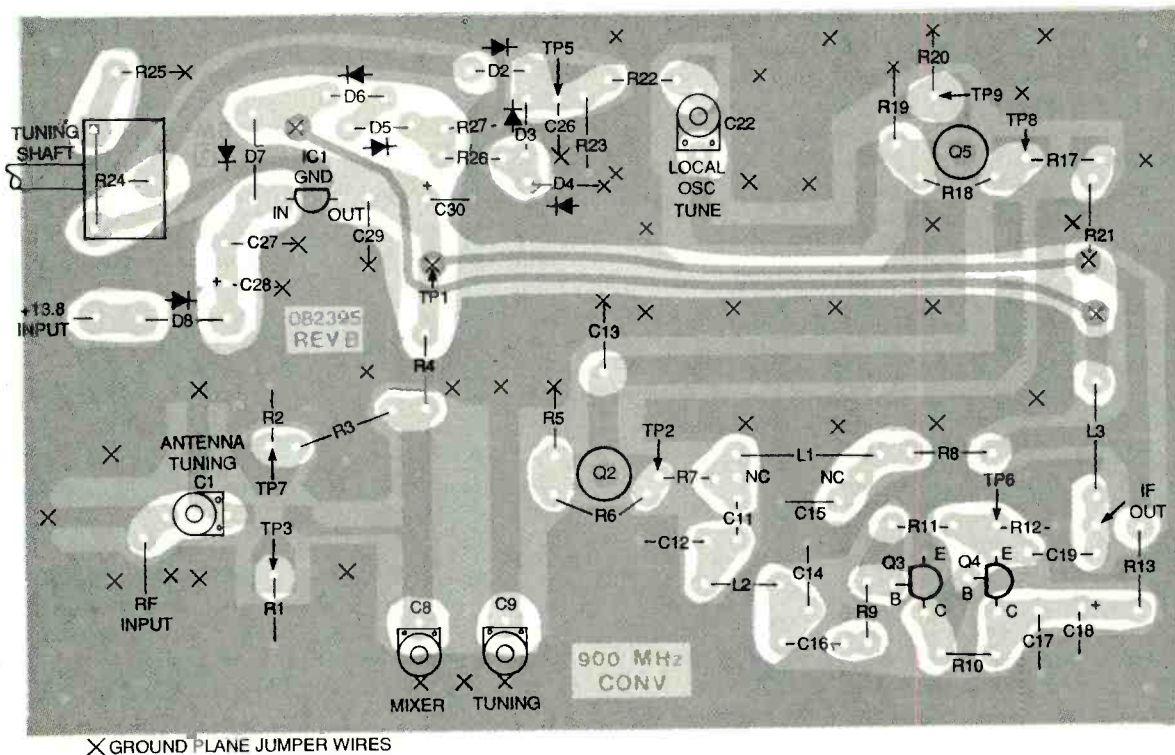 R25
TUNING
SHAFT
R24
D7
D6
D5
IC1
GND
IN
OUT
R27
R26
+
C30
C29
C27
+
C28
+13.8
INPUT
D8
082395
REV B
TP1
R4
D2
TP5
D3
C26
R23
D4
R22
C22
LOCAL
OSC
TUNE
R20
R19
TP9
TP8
Q5
R17
R18
R21
C13
R2
R3
ANTENNA
TUNING
C1
TP7
TP3
R1
RF
INPUT
R5
Q2
TP2
R6
R7
L1
NC
NC
C11
C15
C12
L2
C14
C16
R8
TP6
L3
IF
OUT
R11
R12
C19
R13
Q3
E
B
C
Q4
E
B
C
R9
R10
C17
C18
+
C8
C9
MIXER
TUNING
900 MHz
CONV
X GROUND PLANE JUMPER WIRES